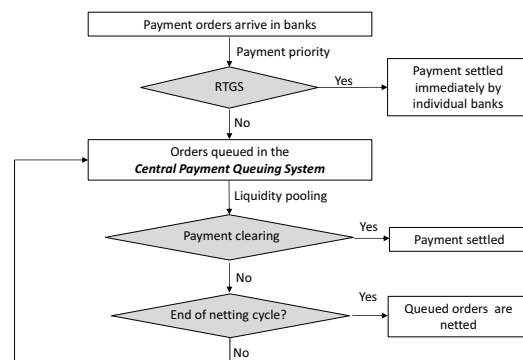 Payment orders arrive in banks
Payment priority
RTGS
Yes
Payment settled
immediately by
individual banks
No
Orders queued in the
Central Payment Queuing System
Liquidity pooling
Payment clearing
Yes
Payment settled
No
End of netting cycle?
Yes
Queued orders are
netted
No